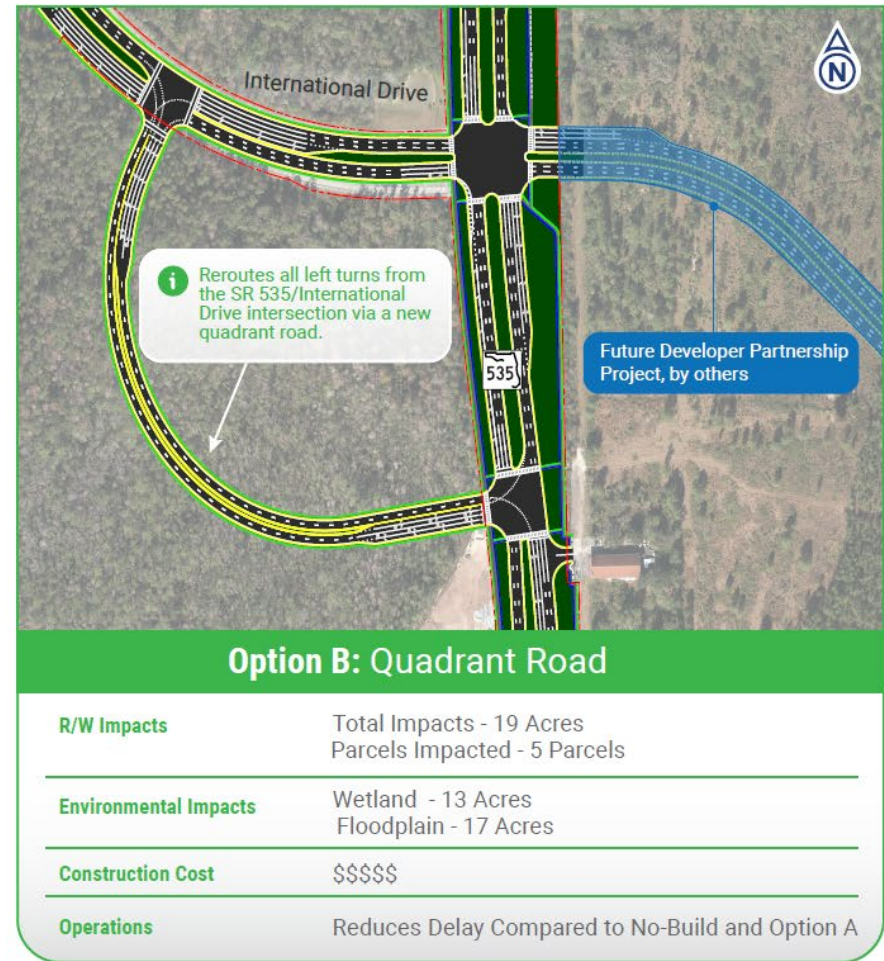 International Drive
N
i
Reroutes all left turns from
the SR 535/International
Drive intersection via a new
quadrant road.
535
Future Developer Partnership
Project, by others
Option B: Quadrant Road
R/W Impacts
Total Impacts - 19 Acres
Parcels Impacted - 5 Parcels
Environmental Impacts
Wetland - 13 Acres
Floodplain - 17 Acres
Construction Cost
$$$$$
Operations
Reduces Delay Compared to No-Build and Option A